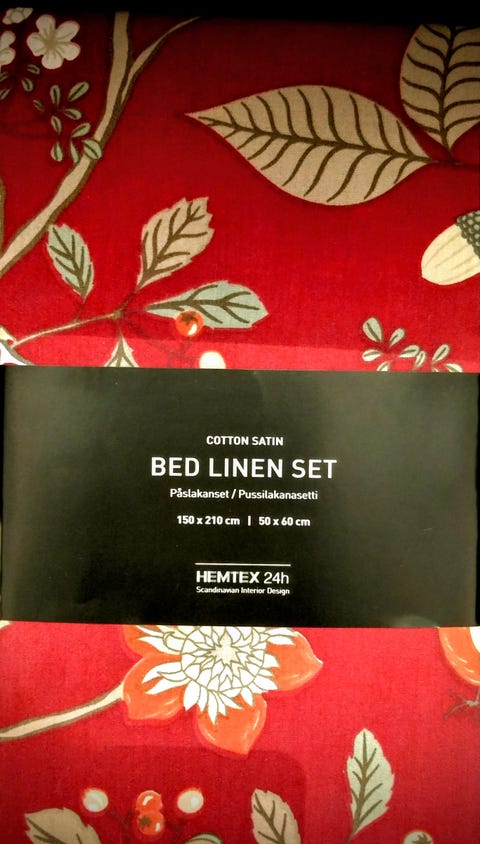 COTTON SATIN
BED LINEN SET
Påslakanset / Pussilakanasetti
150 x 210 cm | 50 x 60 cm
HEMTEX 24h
Scandinavian Interior Design